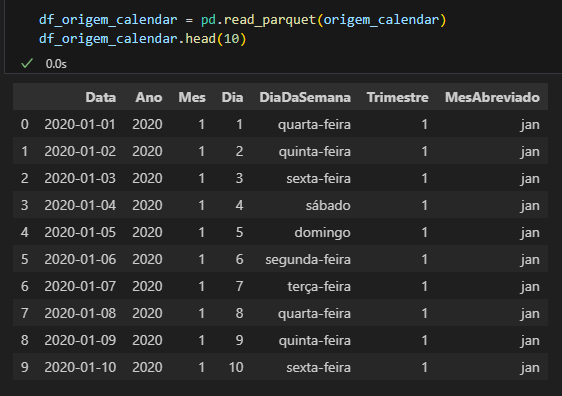 df_origem_calendar = pd.read_parquet(origem_calendar)
df_origem_calendar.head(10)
0.0s
Data Ano Mes Dia DiaDaSemana Trimestre MesAbreviado
0 2020-01-01 2020 1 1 quarta-feira 1 jan
1 2020-01-02 2020 1 2 quinta-feira 1 jan
2 2020-01-03 2020 1 3 sexta-feira 1 jan
3 2020-01-04 2020 1 4 sábado 1 jan
4 2020-01-05 2020 1 5 domingo 1 jan
5 2020-01-06 2020 1 6 segunda-feira 1 jan
6 2020-01-07 2020 1 7 terça-feira 1 jan
7 2020-01-08 2020 1 8 quarta-feira 1 jan
8 2020-01-09 2020 1 9 quinta-feira 1 jan
9 2020-01-10 2020 1 10 sexta-feira 1 jan